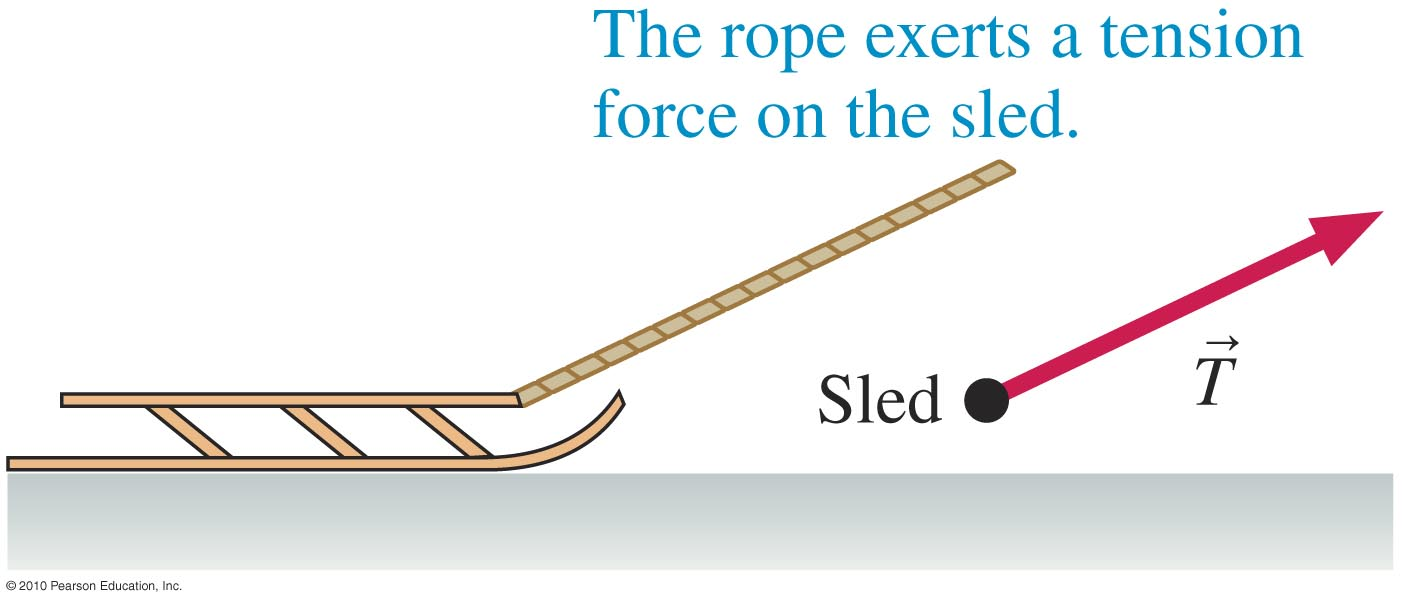 The rope exerts a tension
force on the sled.
Sled
T⃗
© 2010 Pearson Education, Inc.